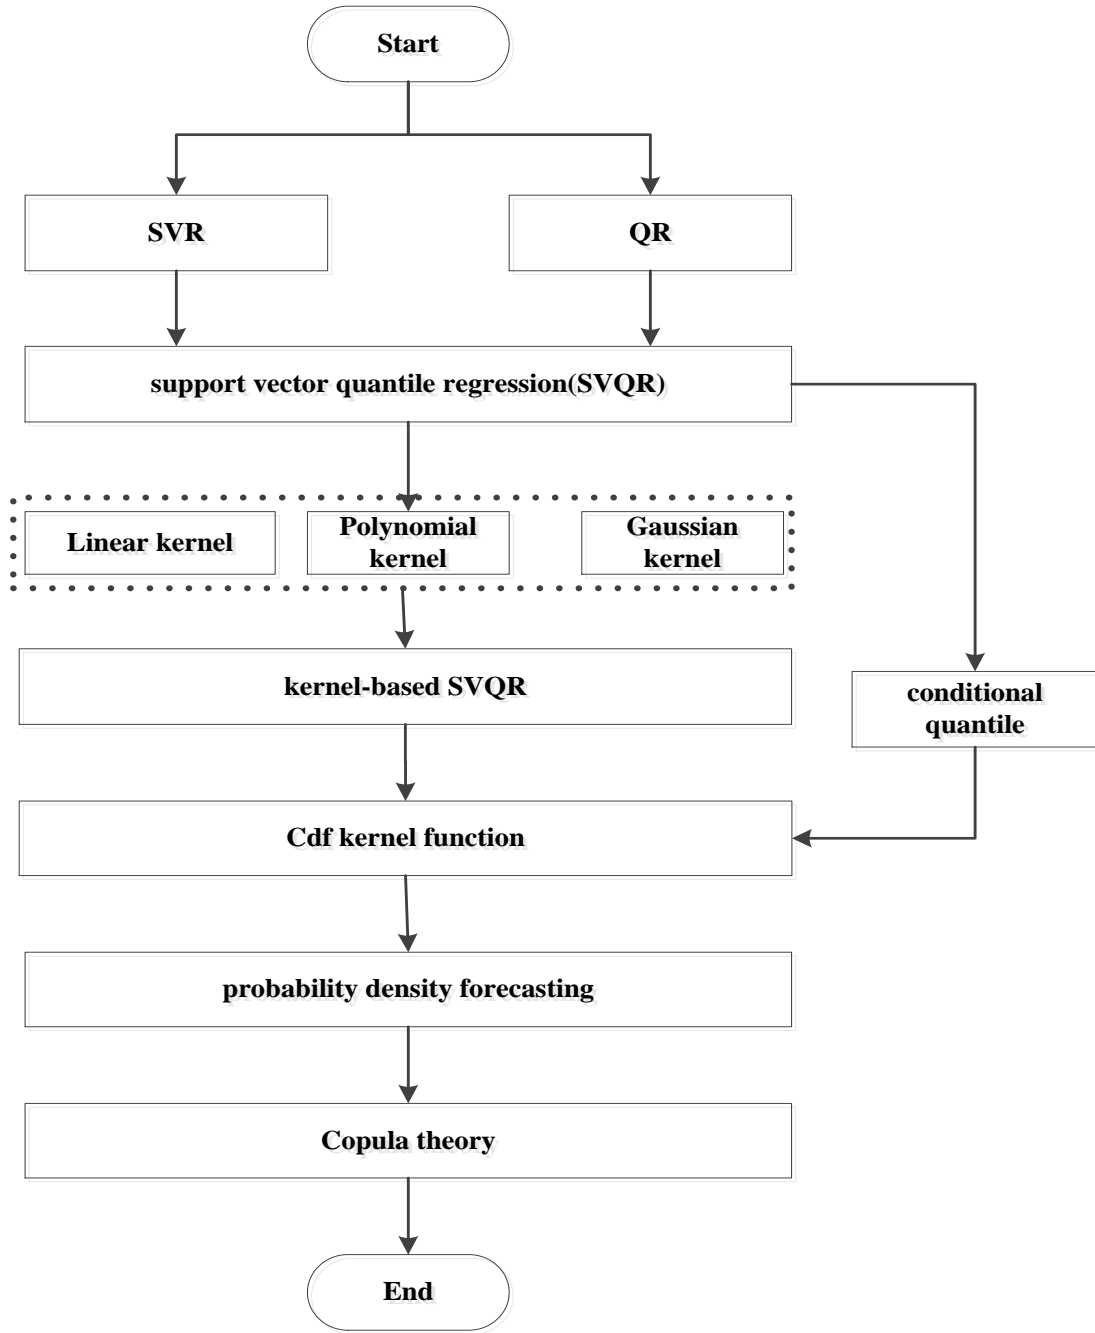 Start
SVR
QR
support vector quantile regression(SVQR)
Linear kernel
Polynomial
kernel
Gaussian
kernel
kernel-based SVQR
conditional
quantile
Cdf kernel function
probability density forecasting
Copula theory
End